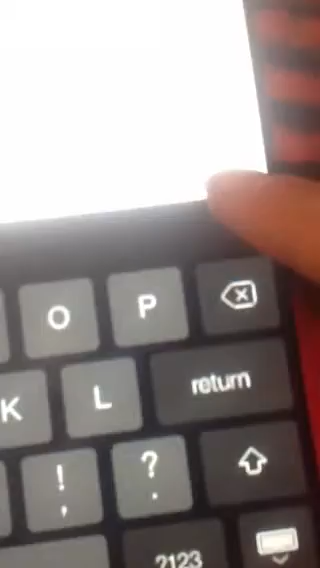 O P
K L return
! ?
, .
.?123